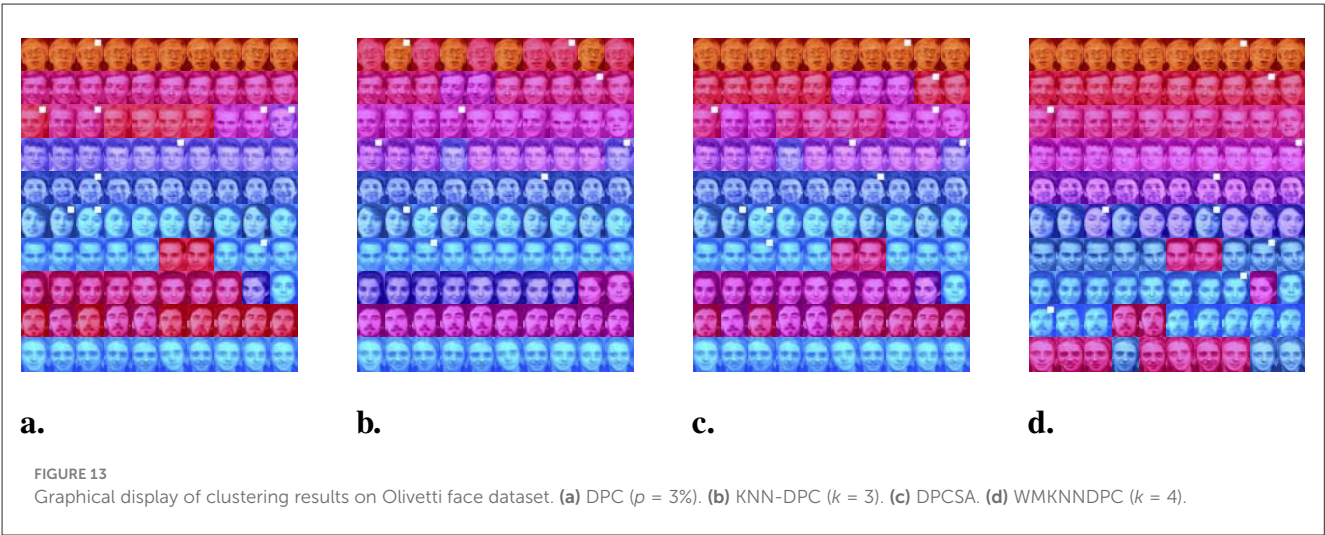 a.
b.
c.
d.
FIGURE 13
Graphical display of clustering results on Olivetti face dataset. (a) DPC (p = 3%). (b) KNN-DPC (k = 3). (c) DPCSA. (d) WMKNNDPC (k = 4).